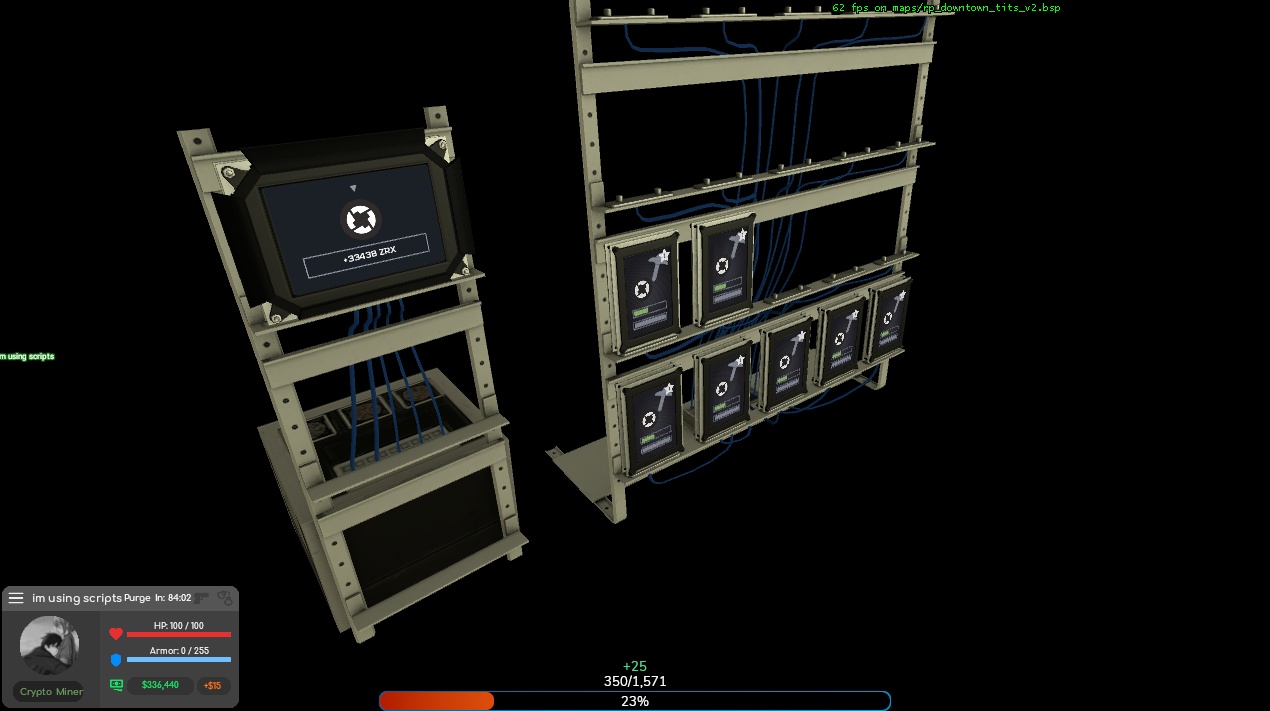 62 fps on maps/rp_downtown_tits_v2.bsp
+33438 ZRX
m using scripts
im using scripts Purge In: 84:02
HP: 100 / 100
Armor: 0 / 255
Crypto Miner
$336,440
+$15
+25
350/1,571
23%